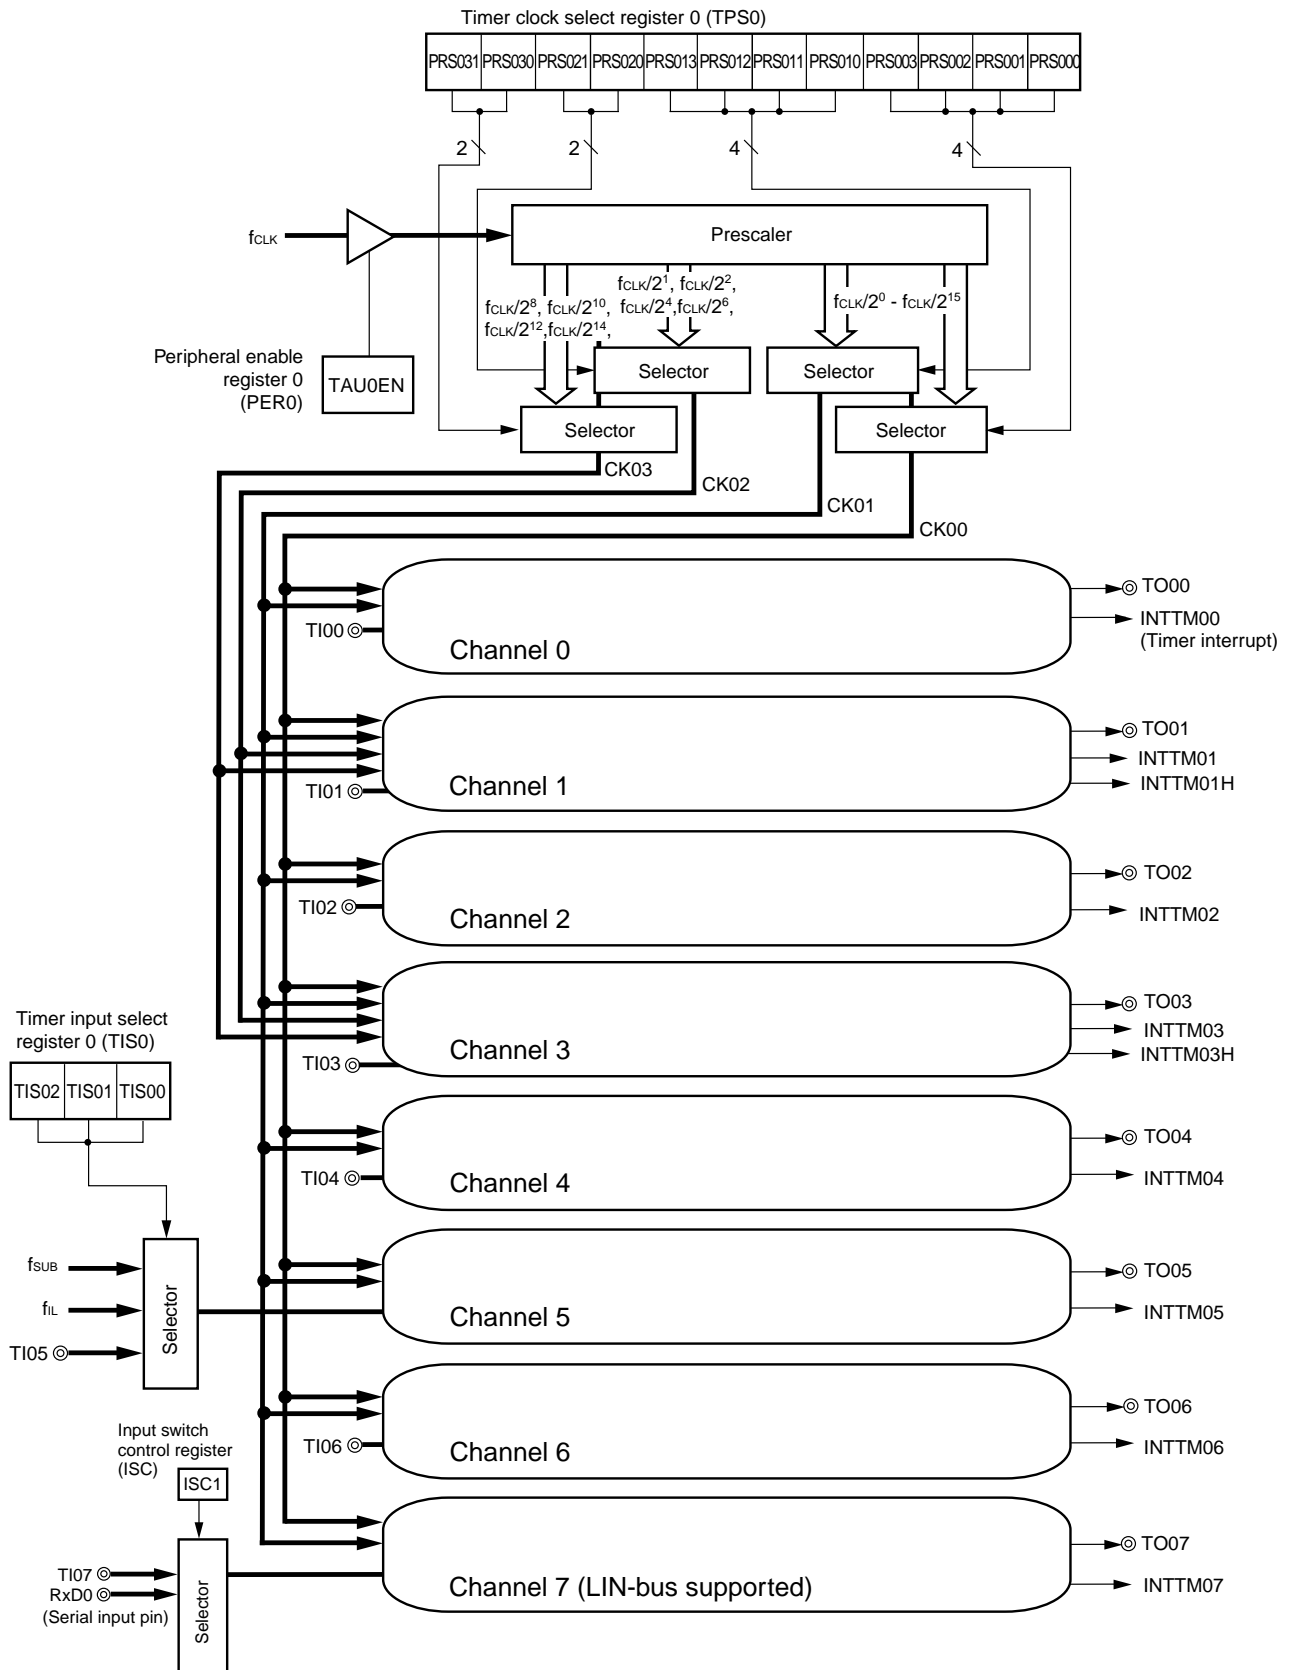 Timer clock select register 0 (TPS0)
PRS031 PRS030 PRS021 PRS020 PRS013 PRS012 PRS011 PRS010 PRS003 PRS002 PRS001 PRS000
2 2 4 4
fCLK
Prescaler
fCLK/2⁸, fCLK/2¹⁰,
fCLK/2¹²,fCLK/2¹⁴,
fCLK/2¹, fCLK/2²,
fCLK/2⁴,fCLK/2⁶,
fCLK/2⁰ - fCLK/2¹⁵
Peripheral enable
register 0
(PER0)
TAU0EN
Selector
Selector
Selector
Selector
CK03
CK02
CK01
CK00
TO00
INTTM00
(Timer interrupt)
TI00
Channel 0
TO01
INTTM01
INTTM01H
TI01
Channel 1
TO02
INTTM02
TI02
Channel 2
TO03
INTTM03
INTTM03H
TI03
Channel 3
Timer input select
register 0 (TIS0)
TIS02 TIS01 TIS00
TO04
INTTM04
TI04
Channel 4
fSUB
fIL
TI05
Selector
TO05
INTTM05
Channel 5
TO06
INTTM06
TI06
Channel 6
Input switch
control register
(ISC)
ISC1
TI07
RxD0
(Serial input pin)
Selector
TO07
INTTM07
Channel 7 (LIN-bus supported)